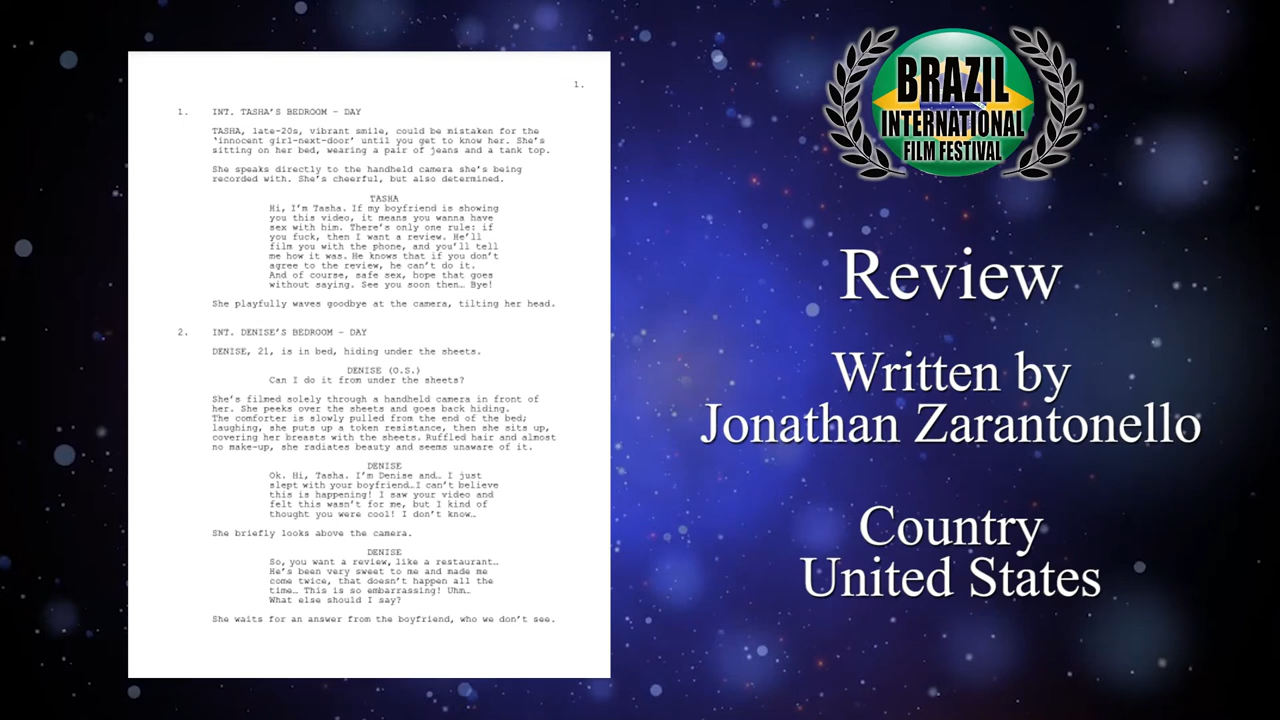 1.
1. INT. TASHA'S BEDROOM - DAY
TASHA, late-20s, vibrant smile, could be mistaken for the
'innocent girl-next-door' until you get to know her. She's
sitting on her bed, wearing a pair of jeans and a tank top.
She speaks directly to the handheld camera she's being
recorded with. She's cheerful, but also determined.
TASHA
Hi, I'm Tasha. If my boyfriend is showing
you this video, it means you wanna have
sex with him. There's only one rule: if
you fuck, then I want a review. He'll
film you with the phone, and you'll tell
me how it was. He knows that if you don't
agree to the review, he can't do it.
And of course, safe sex, hope that goes
without saying. See you soon then… Bye!
She playfully waves goodbye at the camera, tilting her head.
2. INT. DENISE'S BEDROOM - DAY
DENISE, 21, is in bed, hiding under the sheets.
DENISE (O.S.)
Can I do it from under the sheets?
She's filmed solely through a handheld camera in front of
her. She peeks over the sheets and goes back hiding.
The comforter is slowly pulled from the end of the bed;
laughing, she puts up a token resistance, then she sits up,
covering her breasts with the sheets. Ruffled hair and almost
no make-up, she radiates beauty and seems unaware of it.
DENISE
Ok. Hi, Tasha. I'm Denise and… I just
slept with your boyfriend…I can't believe
this is happening! I saw your video and
felt this wasn't for me, but I kind of
thought you were cool! I don't know…
She briefly looks above the camera.
DENISE
So, you want a review, like a restaurant…
He's been very sweet to me and made me
come twice, that doesn't happen all the
time… This is so embarrassing! Uhm…
What else should I say?
She waits for an answer from the boyfriend, who we don't see.
BRAZIL
INTERNATIONAL
FILM FESTIVAL
Review
Written by
Jonathan Zarantonello
Country
United States